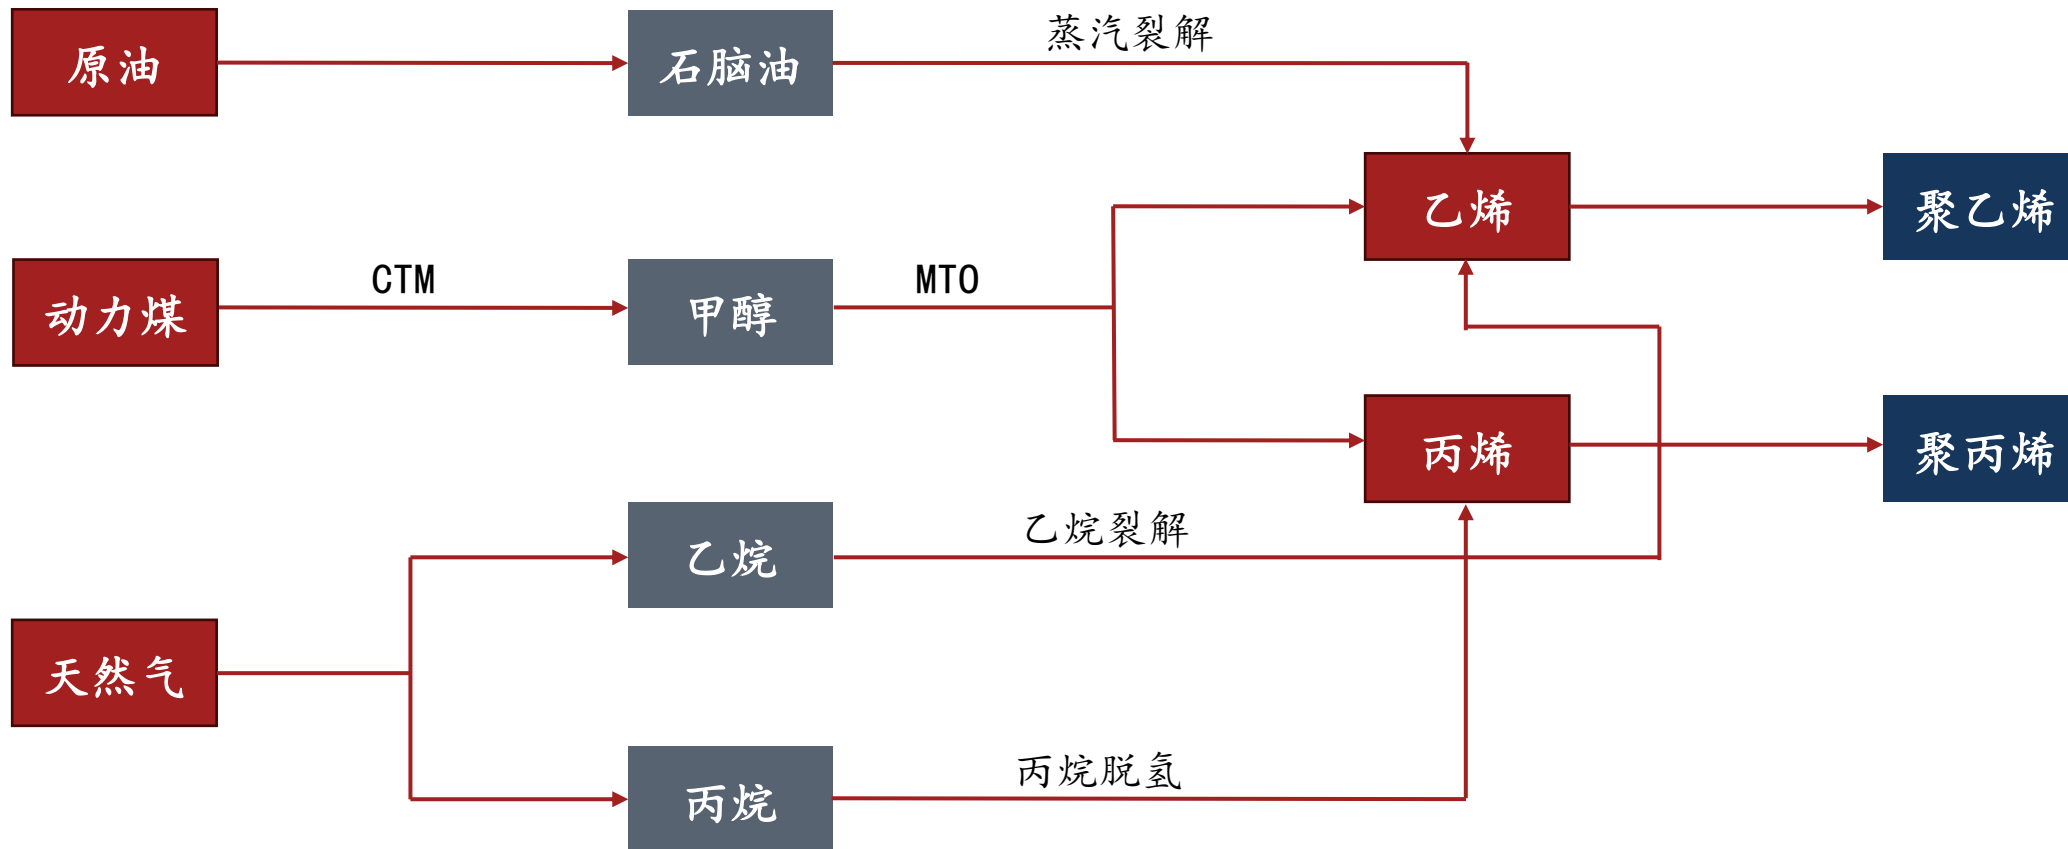 原油
石脑油
蒸汽裂解
乙烯
聚乙烯
动力煤
CTM
甲醇
MTO
丙烯
聚丙烯
乙烷
乙烷裂解
天然气
丙烷
丙烷脱氢